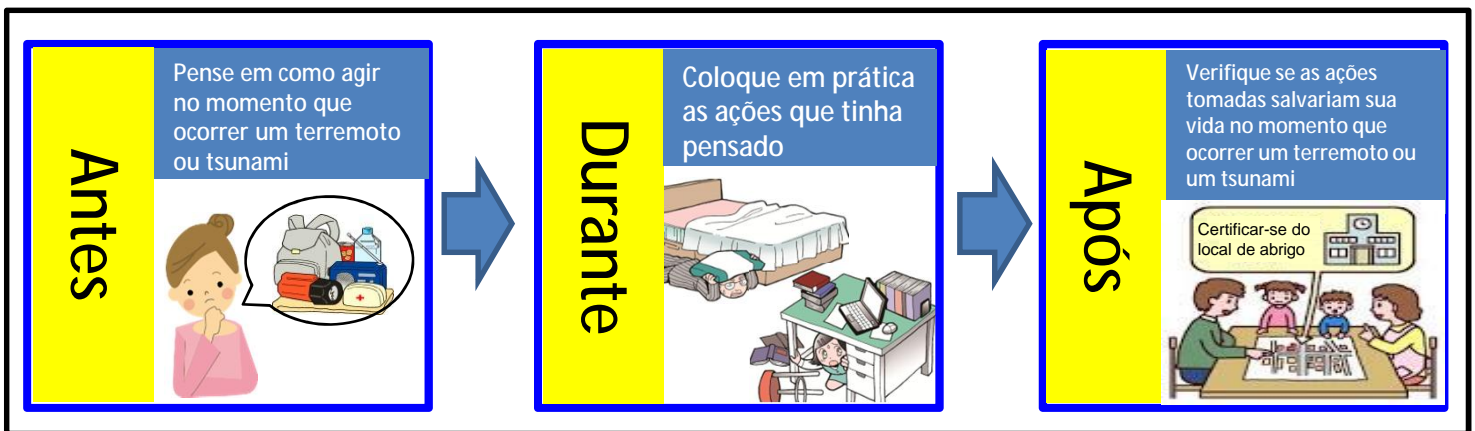 Antes
Pense em como agir
no momento que
ocorrer um terremoto
ou tsunami
Durante
Coloque em prática
as ações que tinha
pensado
Após
Verifique se as ações
tomadas salvariam sua
vida no momento que
ocorrer um terremoto ou
um tsunami
Certificar-se do
local de abrigo